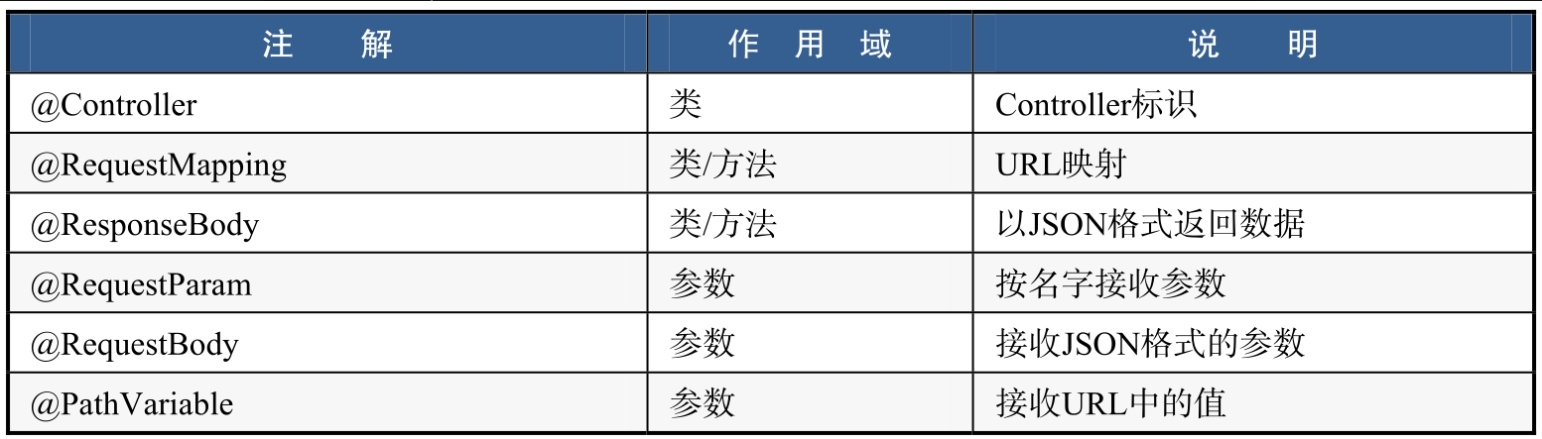 注 解 作 用 域 说 明
@Controller 类 Controller标识
@RequestMapping 类/方法 URL映射
@ResponseBody 类/方法 以JSON格式返回数据
@RequestParam 参数 按名字接收参数
@RequestBody 参数 接收JSON格式的参数
@PathVariable 参数 接收URL中的值